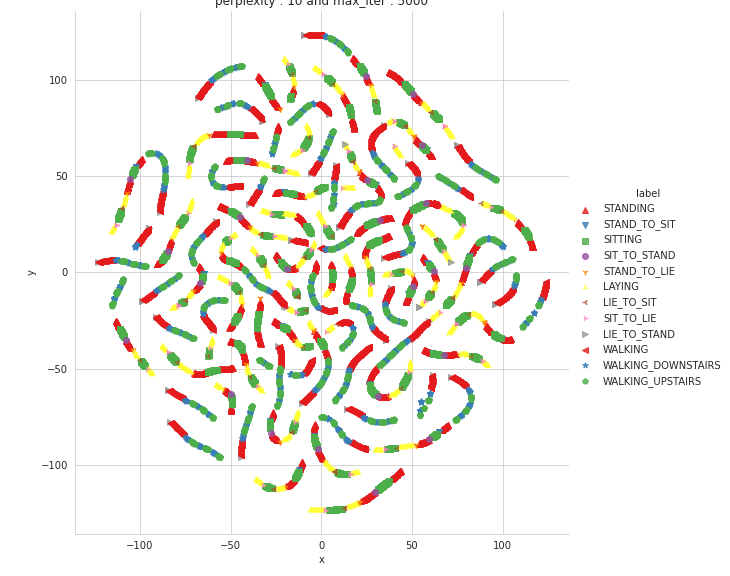 perplexity : 10 and max_iter : 5000
100
50
0
−50
−100
y
−100
−50
0
50
100
x
label
STANDING
STAND_TO_SIT
SITTING
SIT_TO_STAND
STAND_TO_LIE
LAYING
LIE_TO_SIT
SIT_TO_LIE
LIE_TO_STAND
WALKING
WALKING_DOWNSTAIRS
WALKING_UPSTAIRS